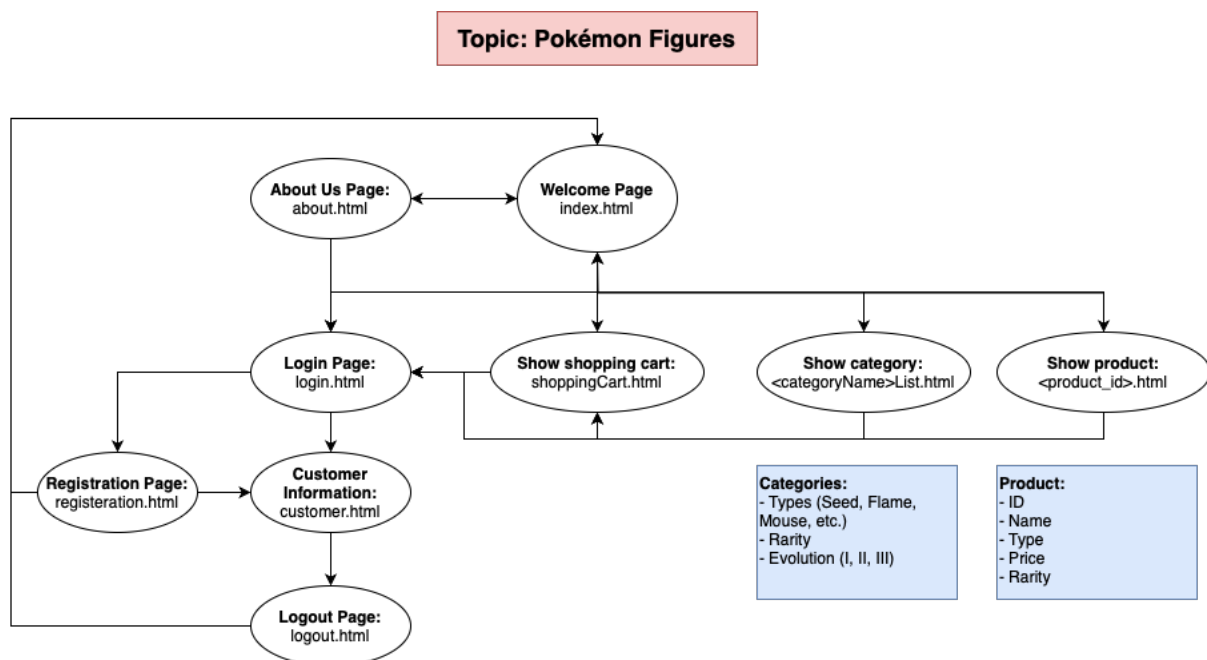 Topic: Pokémon Figures
About Us Page:
about.html
Welcome Page
index.html
Login Page:
login.html
Show shopping cart:
shoppingCart.html
Show category:
<categoryName>List.html
Show product:
<product_id>.html
Registration Page:
registeration.html
Customer
Information:
customer.html
Categories:
- Types (Seed, Flame,
Mouse, etc.)
- Rarity
- Evolution (I, II, III)
Product:
- ID
- Name
- Type
- Price
- Rarity
Logout Page:
logout.html